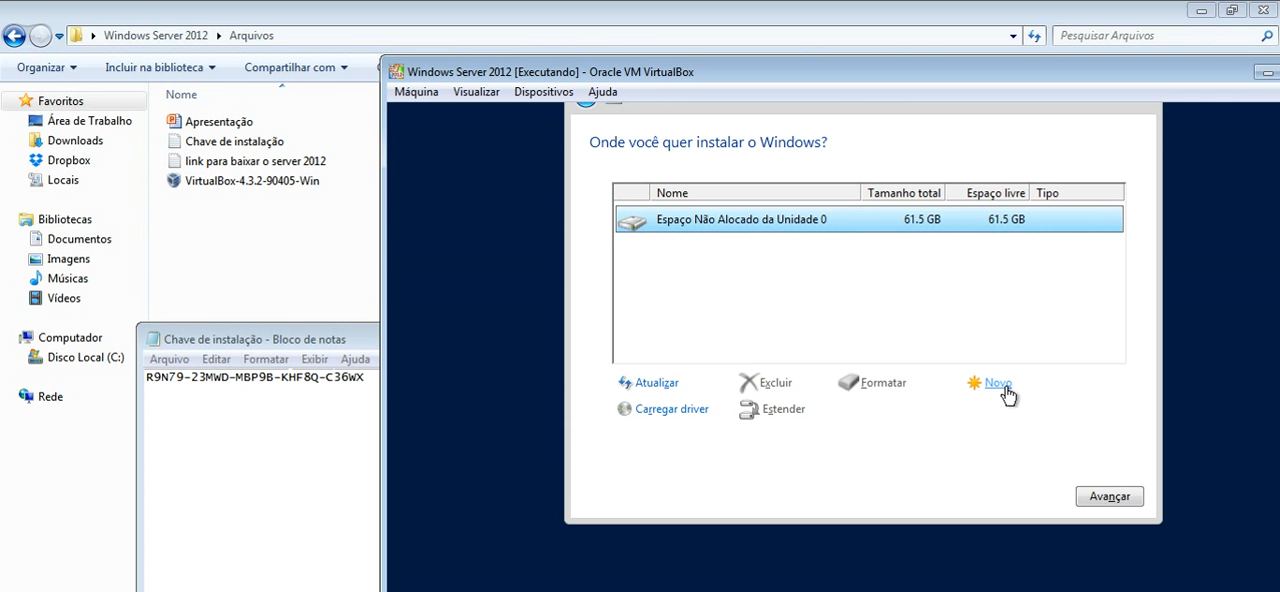 Windows Server 2012 Arquivos
Pesquisar Arquivos
Organizar
Incluir na biblioteca
Compartilhar com
Favoritos
Área de Trabalho
Downloads
Dropbox
Locais
Bibliotecas
Documentos
Imagens
Músicas
Vídeos
Computador
Disco Local (C:)
Rede
Nome
Apresentação
Chave de instalação
link para baixar o server 2012
VirtualBox-4.3.2-90405-Win
Chave de instalação - Bloco de notas
Arquivo Editar Formatar Exibir Ajuda
R9N79-23MWD-MBP9B-KHF8Q-C36WX
Windows Server 2012 [Executando] - Oracle VM VirtualBox
Máquina Visualizar Dispositivos Ajuda
Onde você quer instalar o Windows?
Nome Tamanho total Espaço livre Tipo
Espaço Não Alocado da Unidade 0 61.5 GB 61.5 GB
Atualizar Excluir Formatar Novo
Carregar driver Estender
Avançar